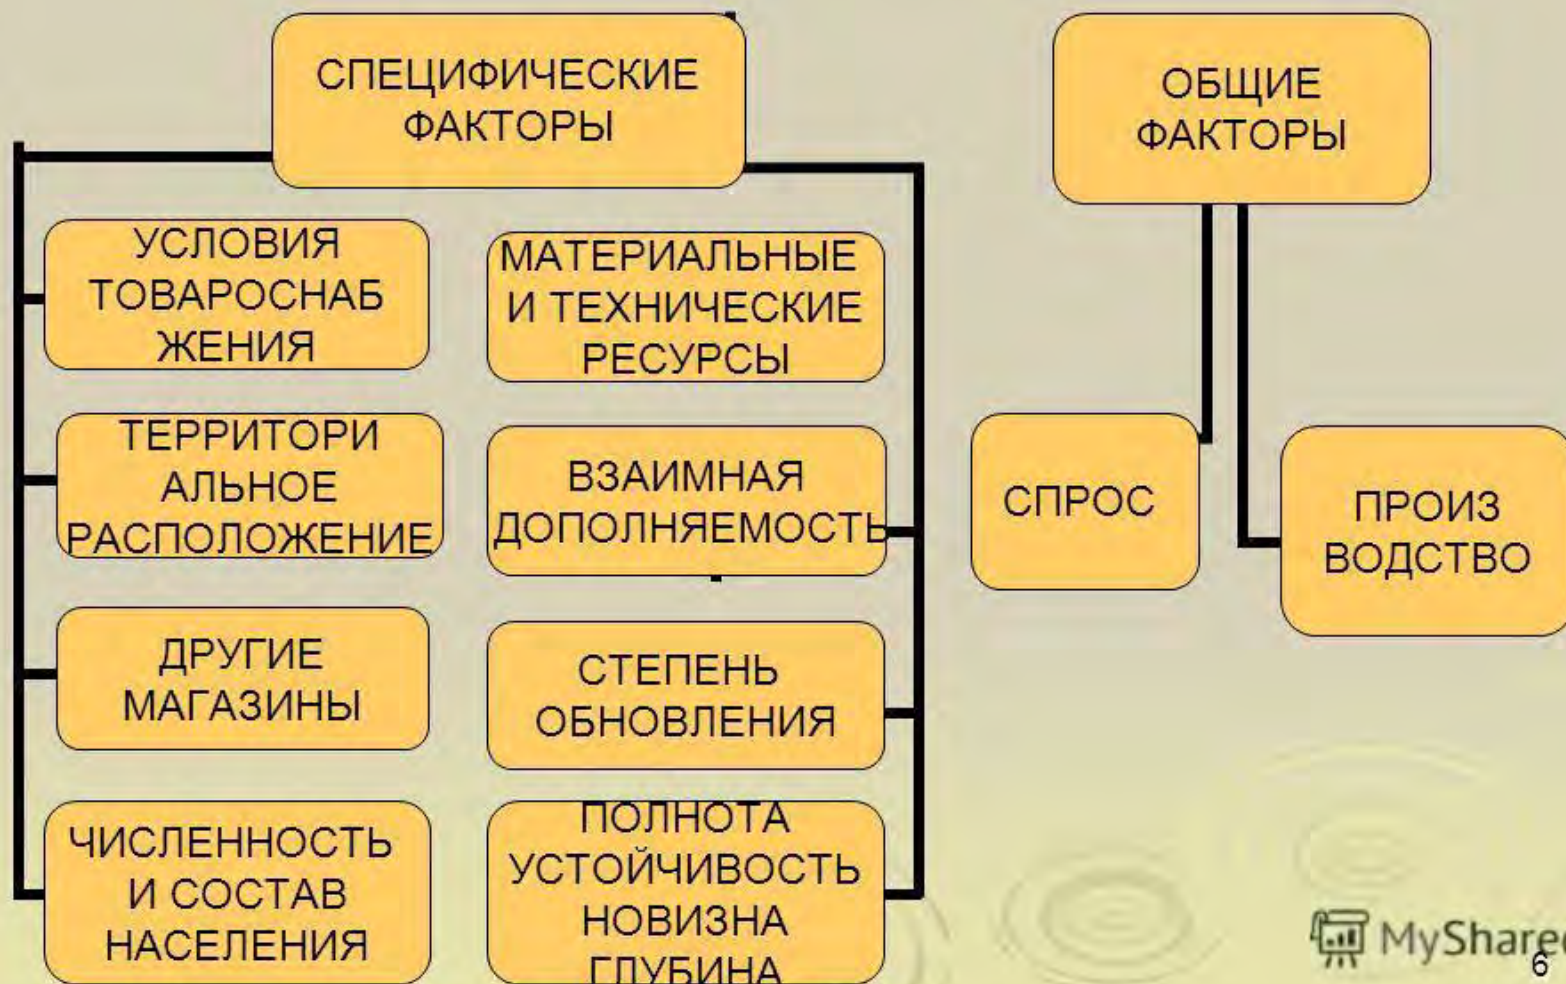 СПЕЦИФИЧЕСКИЕ
ФАКТОРЫ
ОБЩИЕ
ФАКТОРЫ
УСЛОВИЯ
ТОВАРОСНАБ
ЖЕНИЯ
МАТЕРИАЛЬНЫЕ
И ТЕХНИЧЕСКИЕ
РЕСУРСЫ
ТЕРРИТОРИ
АЛЬНОЕ
РАСПОЛОЖЕНИЕ
ВЗАИМНАЯ
ДОПОЛНЯЕМОСТЬ
СПРОС
ПРОИЗ
ВОДСТВО
ДРУГИЕ
МАГАЗИНЫ
СТЕПЕНЬ
ОБНОВЛЕНИЯ
ЧИСЛЕННОСТЬ
И СОСТАВ
НАСЕЛЕНИЯ
ПОЛНОТА
УСТОЙЧИВОСТЬ
НОВИЗНА
ГЛУБИНА
MyShared
6